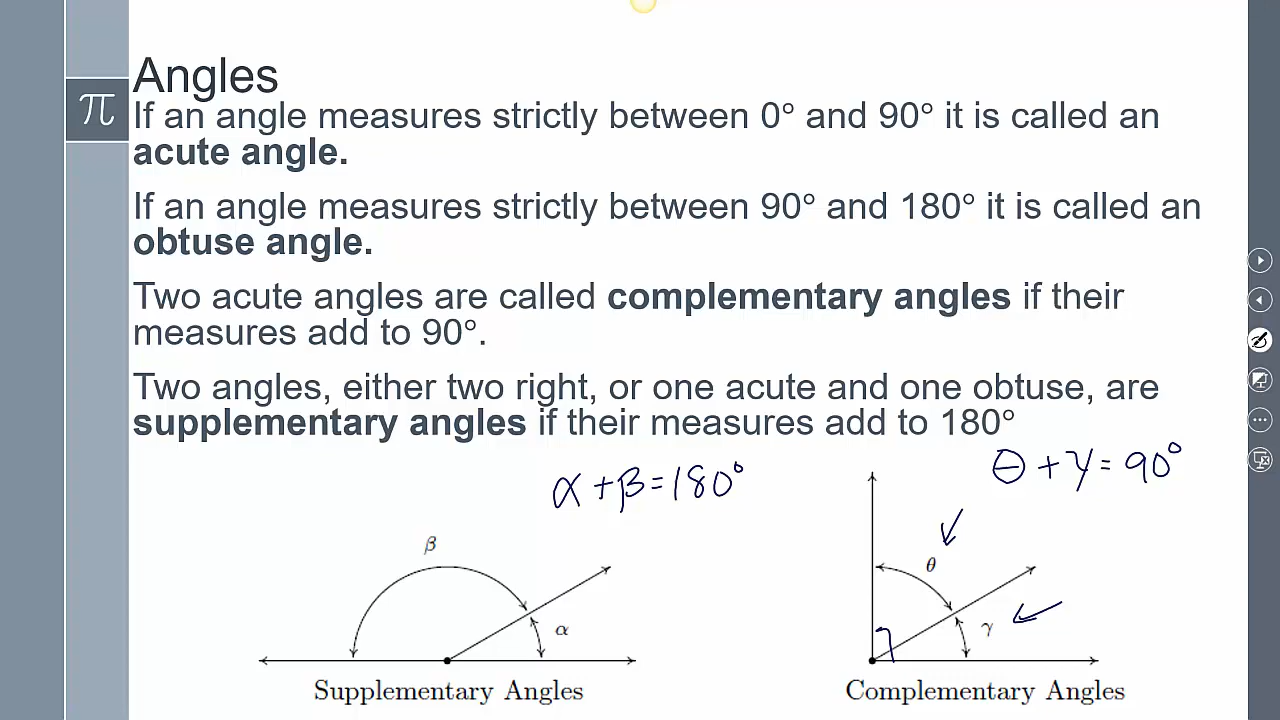 π
Angles
If an angle measures strictly between 0° and 90° it is called an
acute angle.
If an angle measures strictly between 90° and 180° it is called an
obtuse angle.
Two acute angles are called complementary angles if their
measures add to 90°.
Two angles, either two right, or one acute and one obtuse, are
supplementary angles if their measures add to 180°
α + β = 180°
θ + γ = 90°
β
α
θ
γ
Supplementary Angles
Complementary Angles